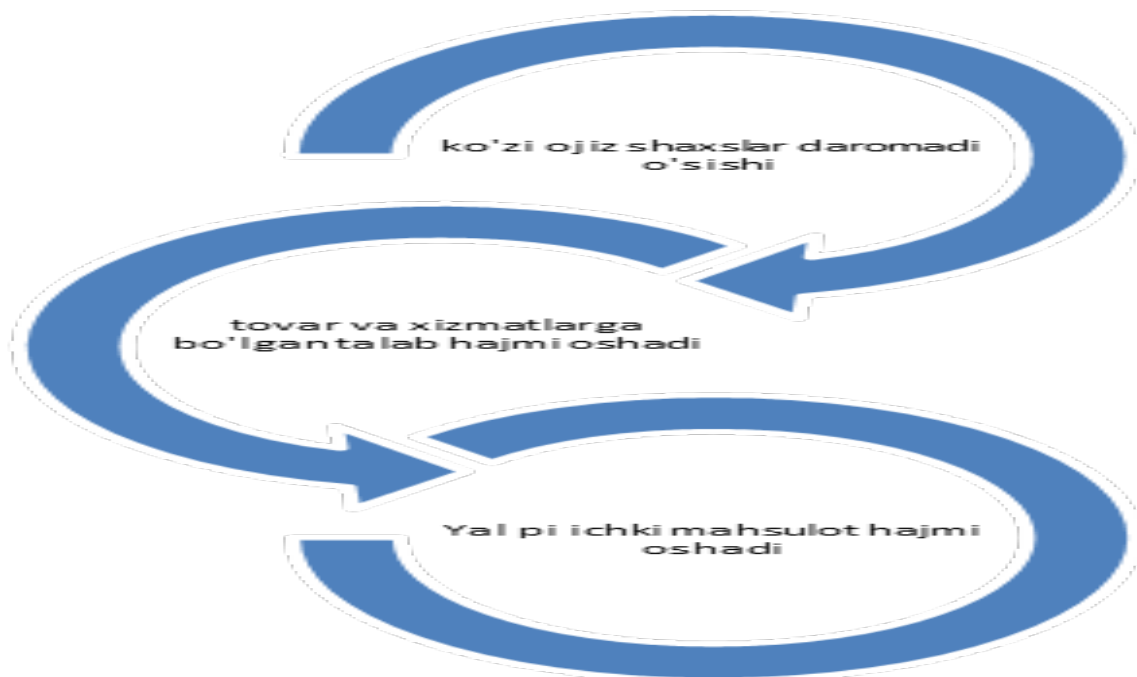 ko'zi ojiz shaxslar daromadi
o'sishi
tovar va xizmatlarga
bo'lgan talab hajmi oshadi
Yalpi ichki mahsulot hajmi
oshadi